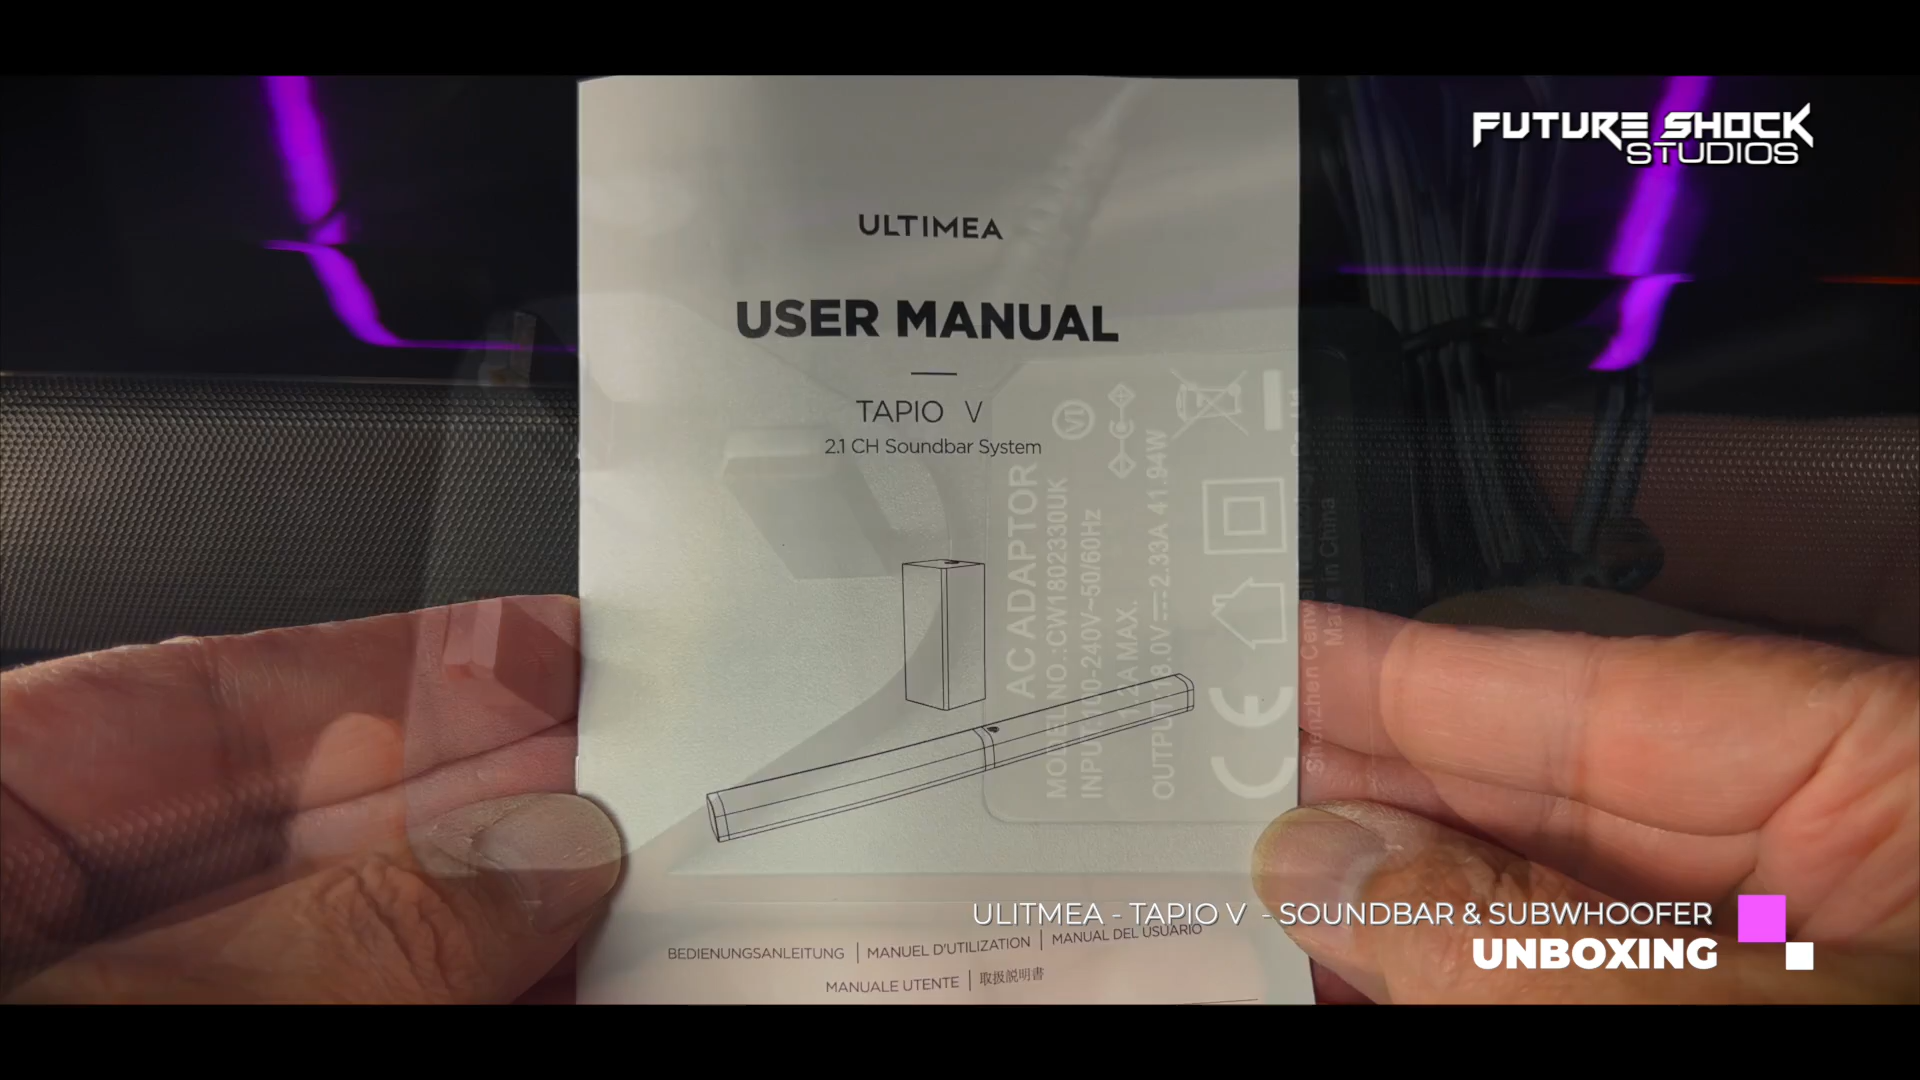 FUTURE SHOCK
STUDIOS
ULTIMEA
USER MANUAL
TAPIO V
2.1 CH Soundbar System
AC ADAPTOR
MODEL NO.:CW1802330UK
INPUT:100-240V~50/60Hz
1.2A MAX.
OUTPUT:18.0V 2.33A 41.94W
Shenzhen
Made in China
ULITMEA - TAPIO V - SOUNDBAR & SUBWHOOFER
UNBOXING
BEDIENUNGSANLEITUNG | MANUEL D'UTILIZATION | MANUAL DEL USUARIO
MANUALE UTENTE | 取扱説明書